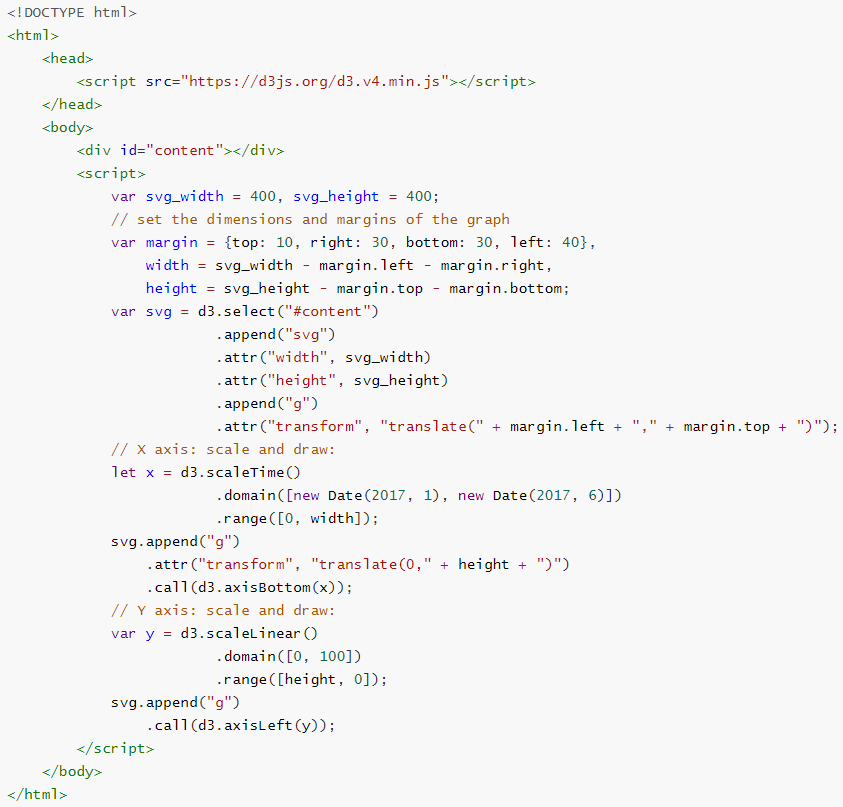 <!DOCTYPE html>
<html>
    <head>
        <script src="https://d3js.org/d3.v4.min.js"></script>
    </head>
    <body>
        <div id="content"></div>
        <script>
            var svg_width = 400, svg_height = 400;
            // set the dimensions and margins of the graph
            var margin = {top: 10, right: 30, bottom: 30, left: 40},
                width = svg_width - margin.left - margin.right,
                height = svg_height - margin.top - margin.bottom;
            var svg = d3.select("#content")
                        .append("svg")
                        .attr("width", svg_width)
                        .attr("height", svg_height)
                        .append("g")
                        .attr("transform", "translate(" + margin.left + "," + margin.top + ")");
            // X axis: scale and draw:
            let x = d3.scaleTime()
                        .domain([new Date(2017, 1), new Date(2017, 6)])
                        .range([0, width]);
            svg.append("g")
                .attr("transform", "translate(0," + height + ")")
                .call(d3.axisBottom(x));
            // Y axis: scale and draw:
            var y = d3.scaleLinear()
                        .domain([0, 100])
                        .range([height, 0]);
            svg.append("g")
                .call(d3.axisLeft(y));
        </script>
    </body>
</html>